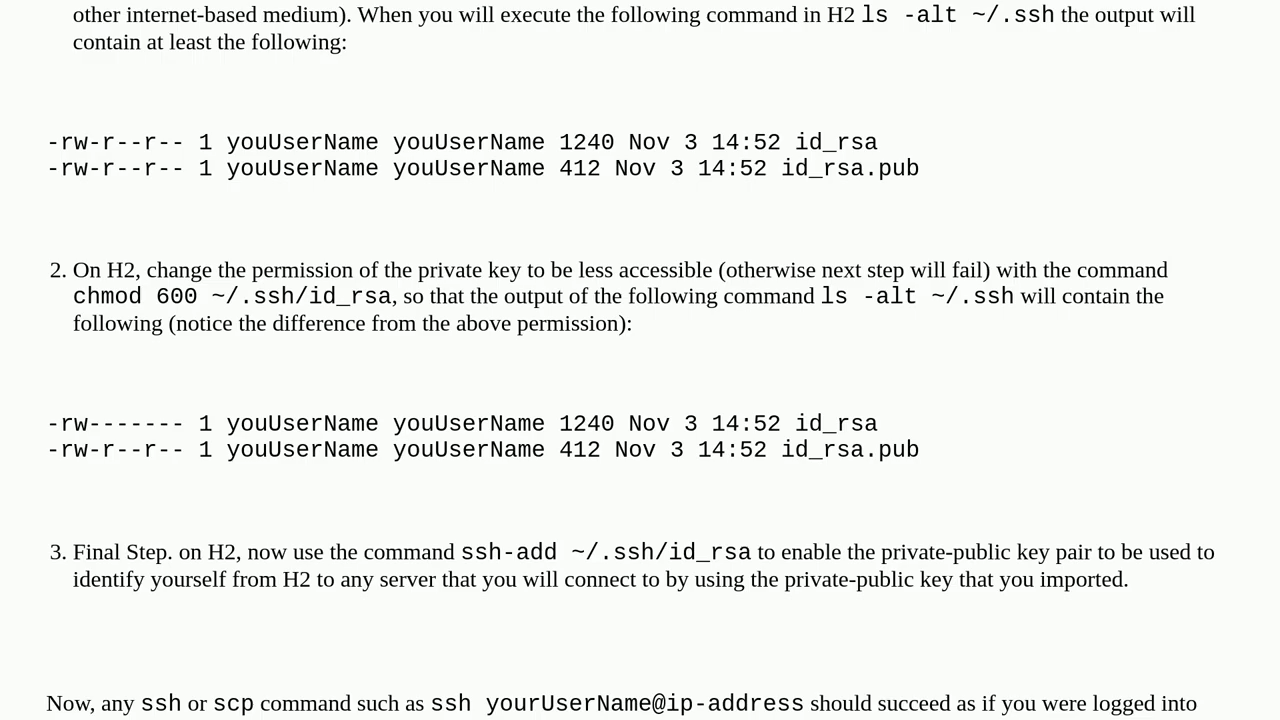 other internet-based medium). When you will execute the following command in H2 ls -alt ~/.ssh the output will
contain at least the following:
-rw-r--r-- 1 youUserName youUserName 1240 Nov 3 14:52 id_rsa
-rw-r--r-- 1 youUserName youUserName 412 Nov 3 14:52 id_rsa.pub
2. On H2, change the permission of the private key to be less accessible (otherwise next step will fail) with the command
chmod 600 ~/.ssh/id_rsa, so that the output of the following command ls -alt ~/.ssh will contain the
following (notice the difference from the above permission):
-rw------- 1 youUserName youUserName 1240 Nov 3 14:52 id_rsa
-rw-r--r-- 1 youUserName youUserName 412 Nov 3 14:52 id_rsa.pub
3. Final Step. on H2, now use the command ssh-add ~/.ssh/id_rsa to enable the private-public key pair to be used to
identify yourself from H2 to any server that you will connect to by using the private-public key that you imported.
Now, any ssh or scp command such as ssh yourUserName@ip-address should succeed as if you were logged into